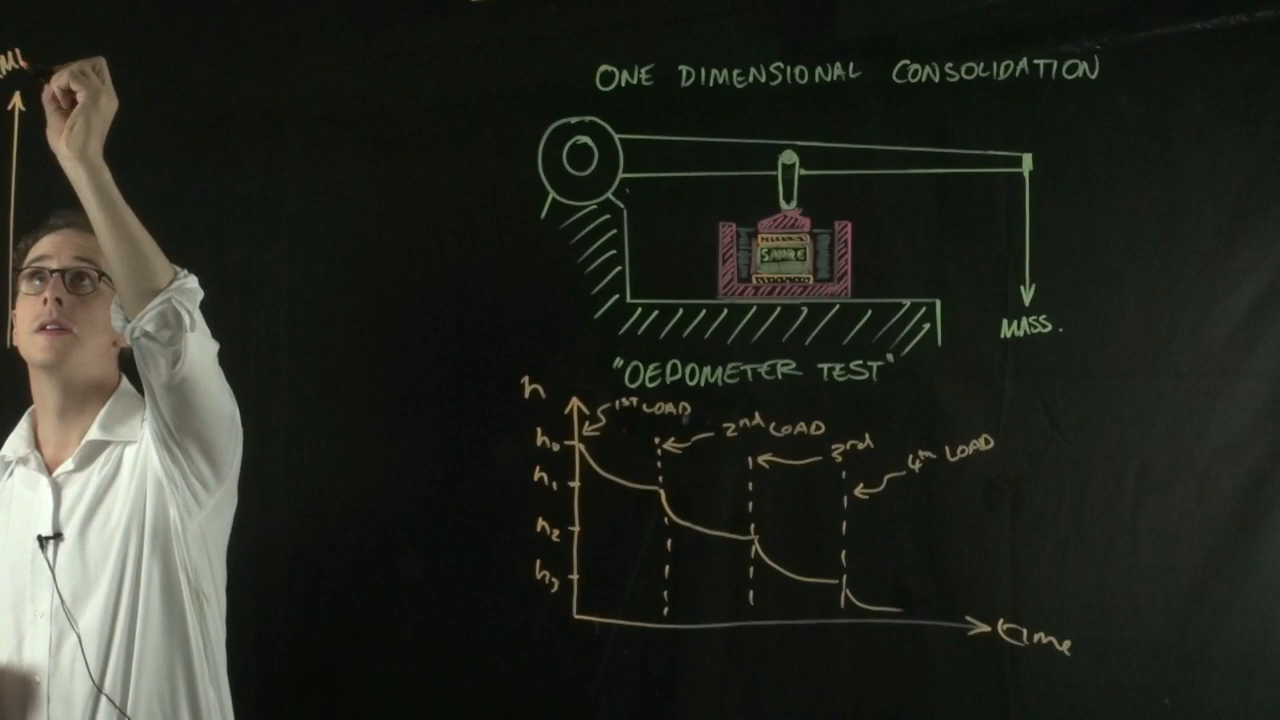 ONE DIMENSIONAL CONSOLIDATION
SAMPLE
MASS.
"OEDOMETER TEST"
h
1ST LOAD
2nd LOAD
3rd
4th LOAD
h₀
h₁
h₂
h₃
time